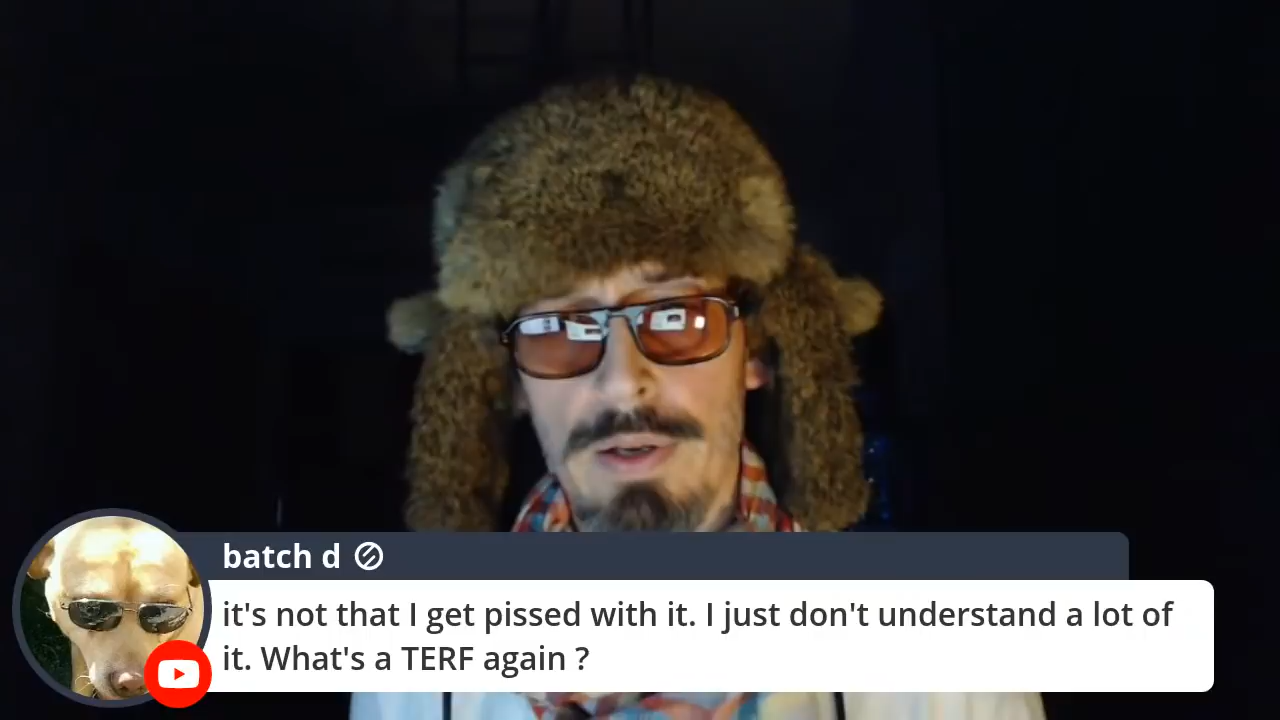 batch d
it's not that I get pissed with it. I just don't understand a lot of
it. What's a TERF again ?